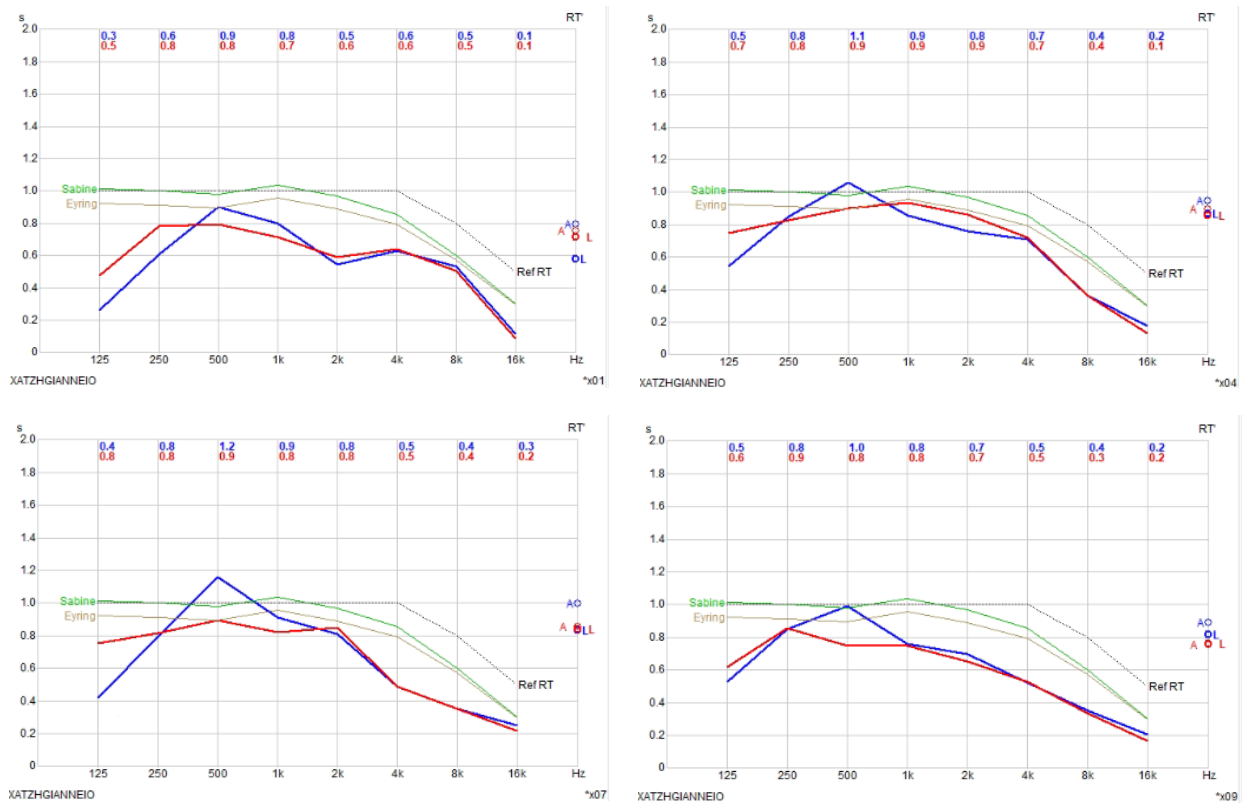 s RT'
2.0 0.3 0.6 0.9 0.8 0.5 0.6 0.5 0.1
0.5 0.8 0.8 0.7 0.6 0.6 0.5 0.1
1.8
1.6
1.4
1.2
Sabine 1.0
Eyring
0.8 A
A L
0.6 L
Ref RT
0.4
0.2
0
125 250 500 1k 2k 4k 8k 16k Hz
XATZHGIANNEIO *x01
s RT'
2.0 0.5 0.8 1.1 0.9 0.8 0.7 0.4 0.2
0.7 0.8 0.9 0.9 0.9 0.7 0.4 0.1
1.8
1.6
1.4
1.2
Sabine 1.0
Eyring A
A LL
0.8
0.6
Ref RT
0.4
0.2
0
125 250 500 1k 2k 4k 8k 16k Hz
XATZHGIANNEIO *x04
s RT'
2.0 0.4 0.8 1.2 0.9 0.8 0.5 0.4 0.3
0.8 0.8 0.9 0.8 0.8 0.5 0.4 0.2
1.8
1.6
1.4
1.2
Sabine 1.0 A
Eyring
A LL
0.8
0.6
Ref RT
0.4
0.2
0
125 250 500 1k 2k 4k 8k 16k Hz
XATZHGIANNEIO *x07
s RT'
2.0 0.5 0.8 1.0 0.8 0.7 0.5 0.4 0.2
0.6 0.9 0.8 0.8 0.7 0.5 0.3 0.2
1.8
1.6
1.4
1.2
Sabine 1.0
Eyring A
0.8 L
A L
0.6
Ref RT
0.4
0.2
0
125 250 500 1k 2k 4k 8k 16k Hz
XATZHGIANNEIO *x09